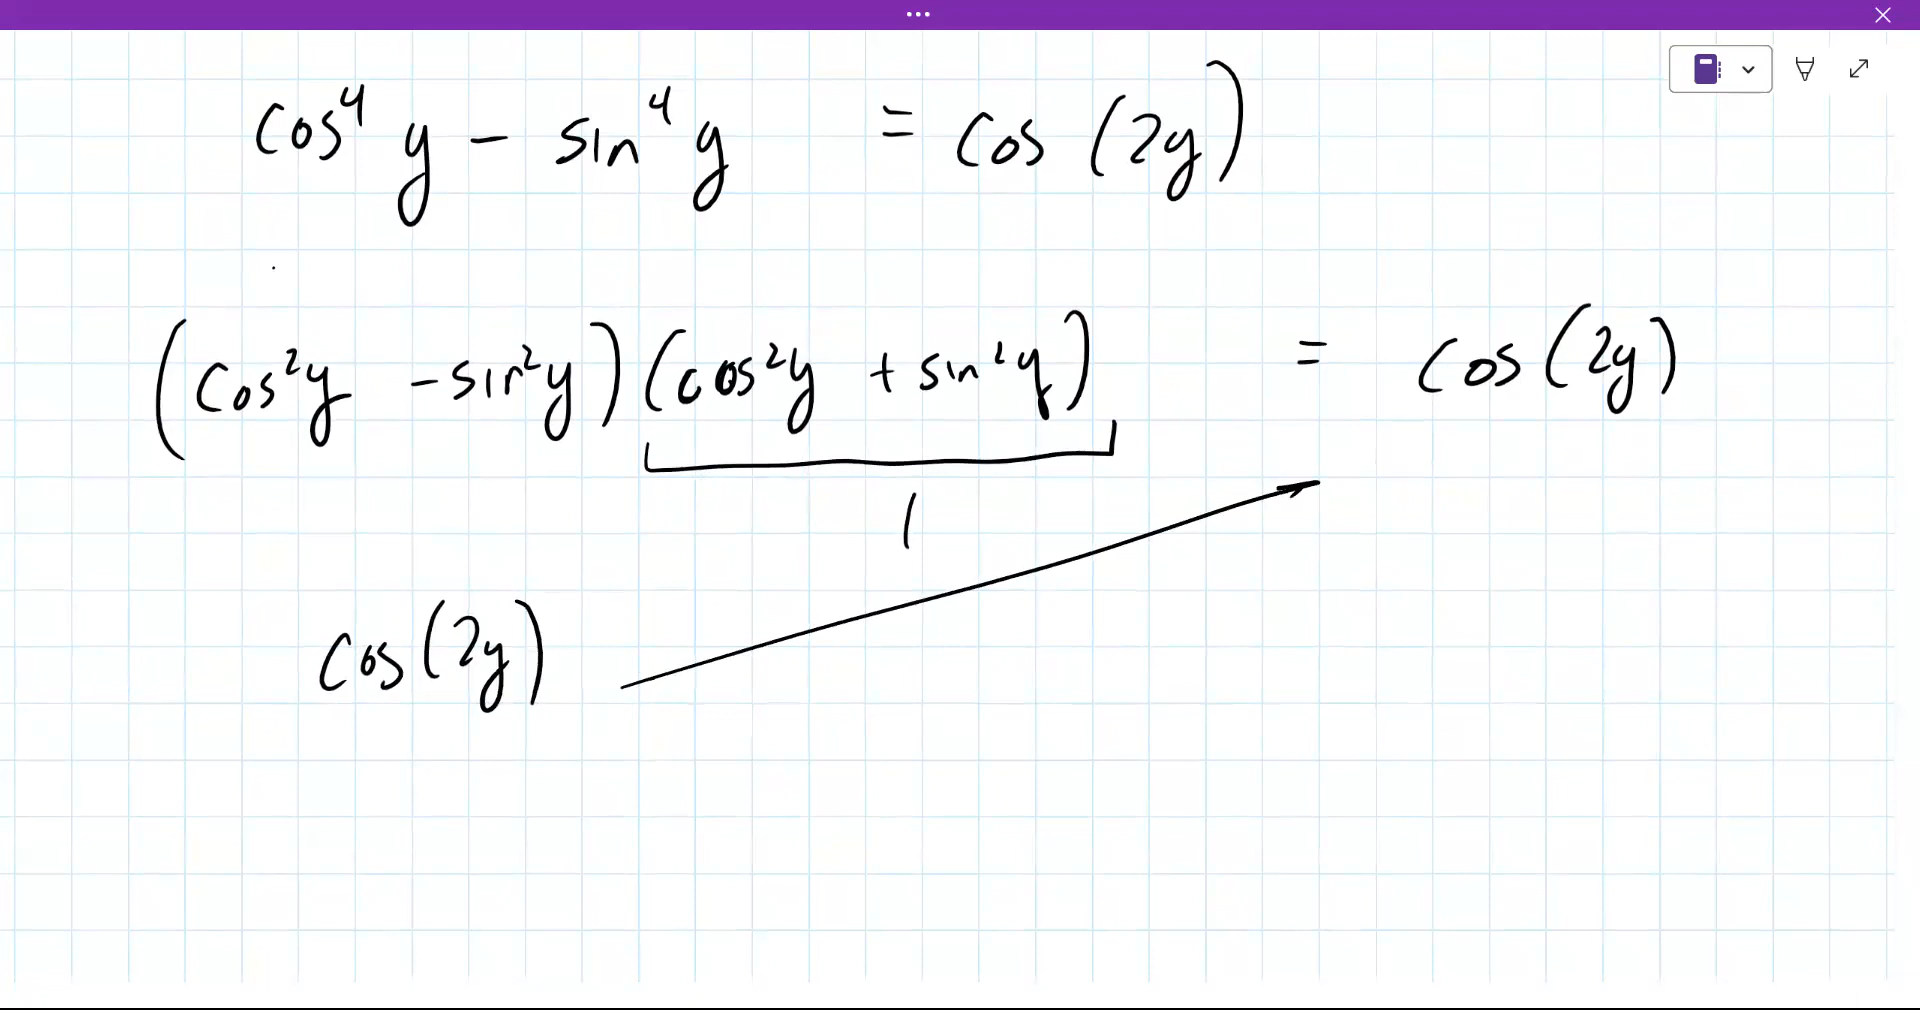 cos⁴ y - sin⁴ y = cos (2y)
(cos²y - sin²y)(cos²y + sin²y) = cos(2y)
1
cos(2y)